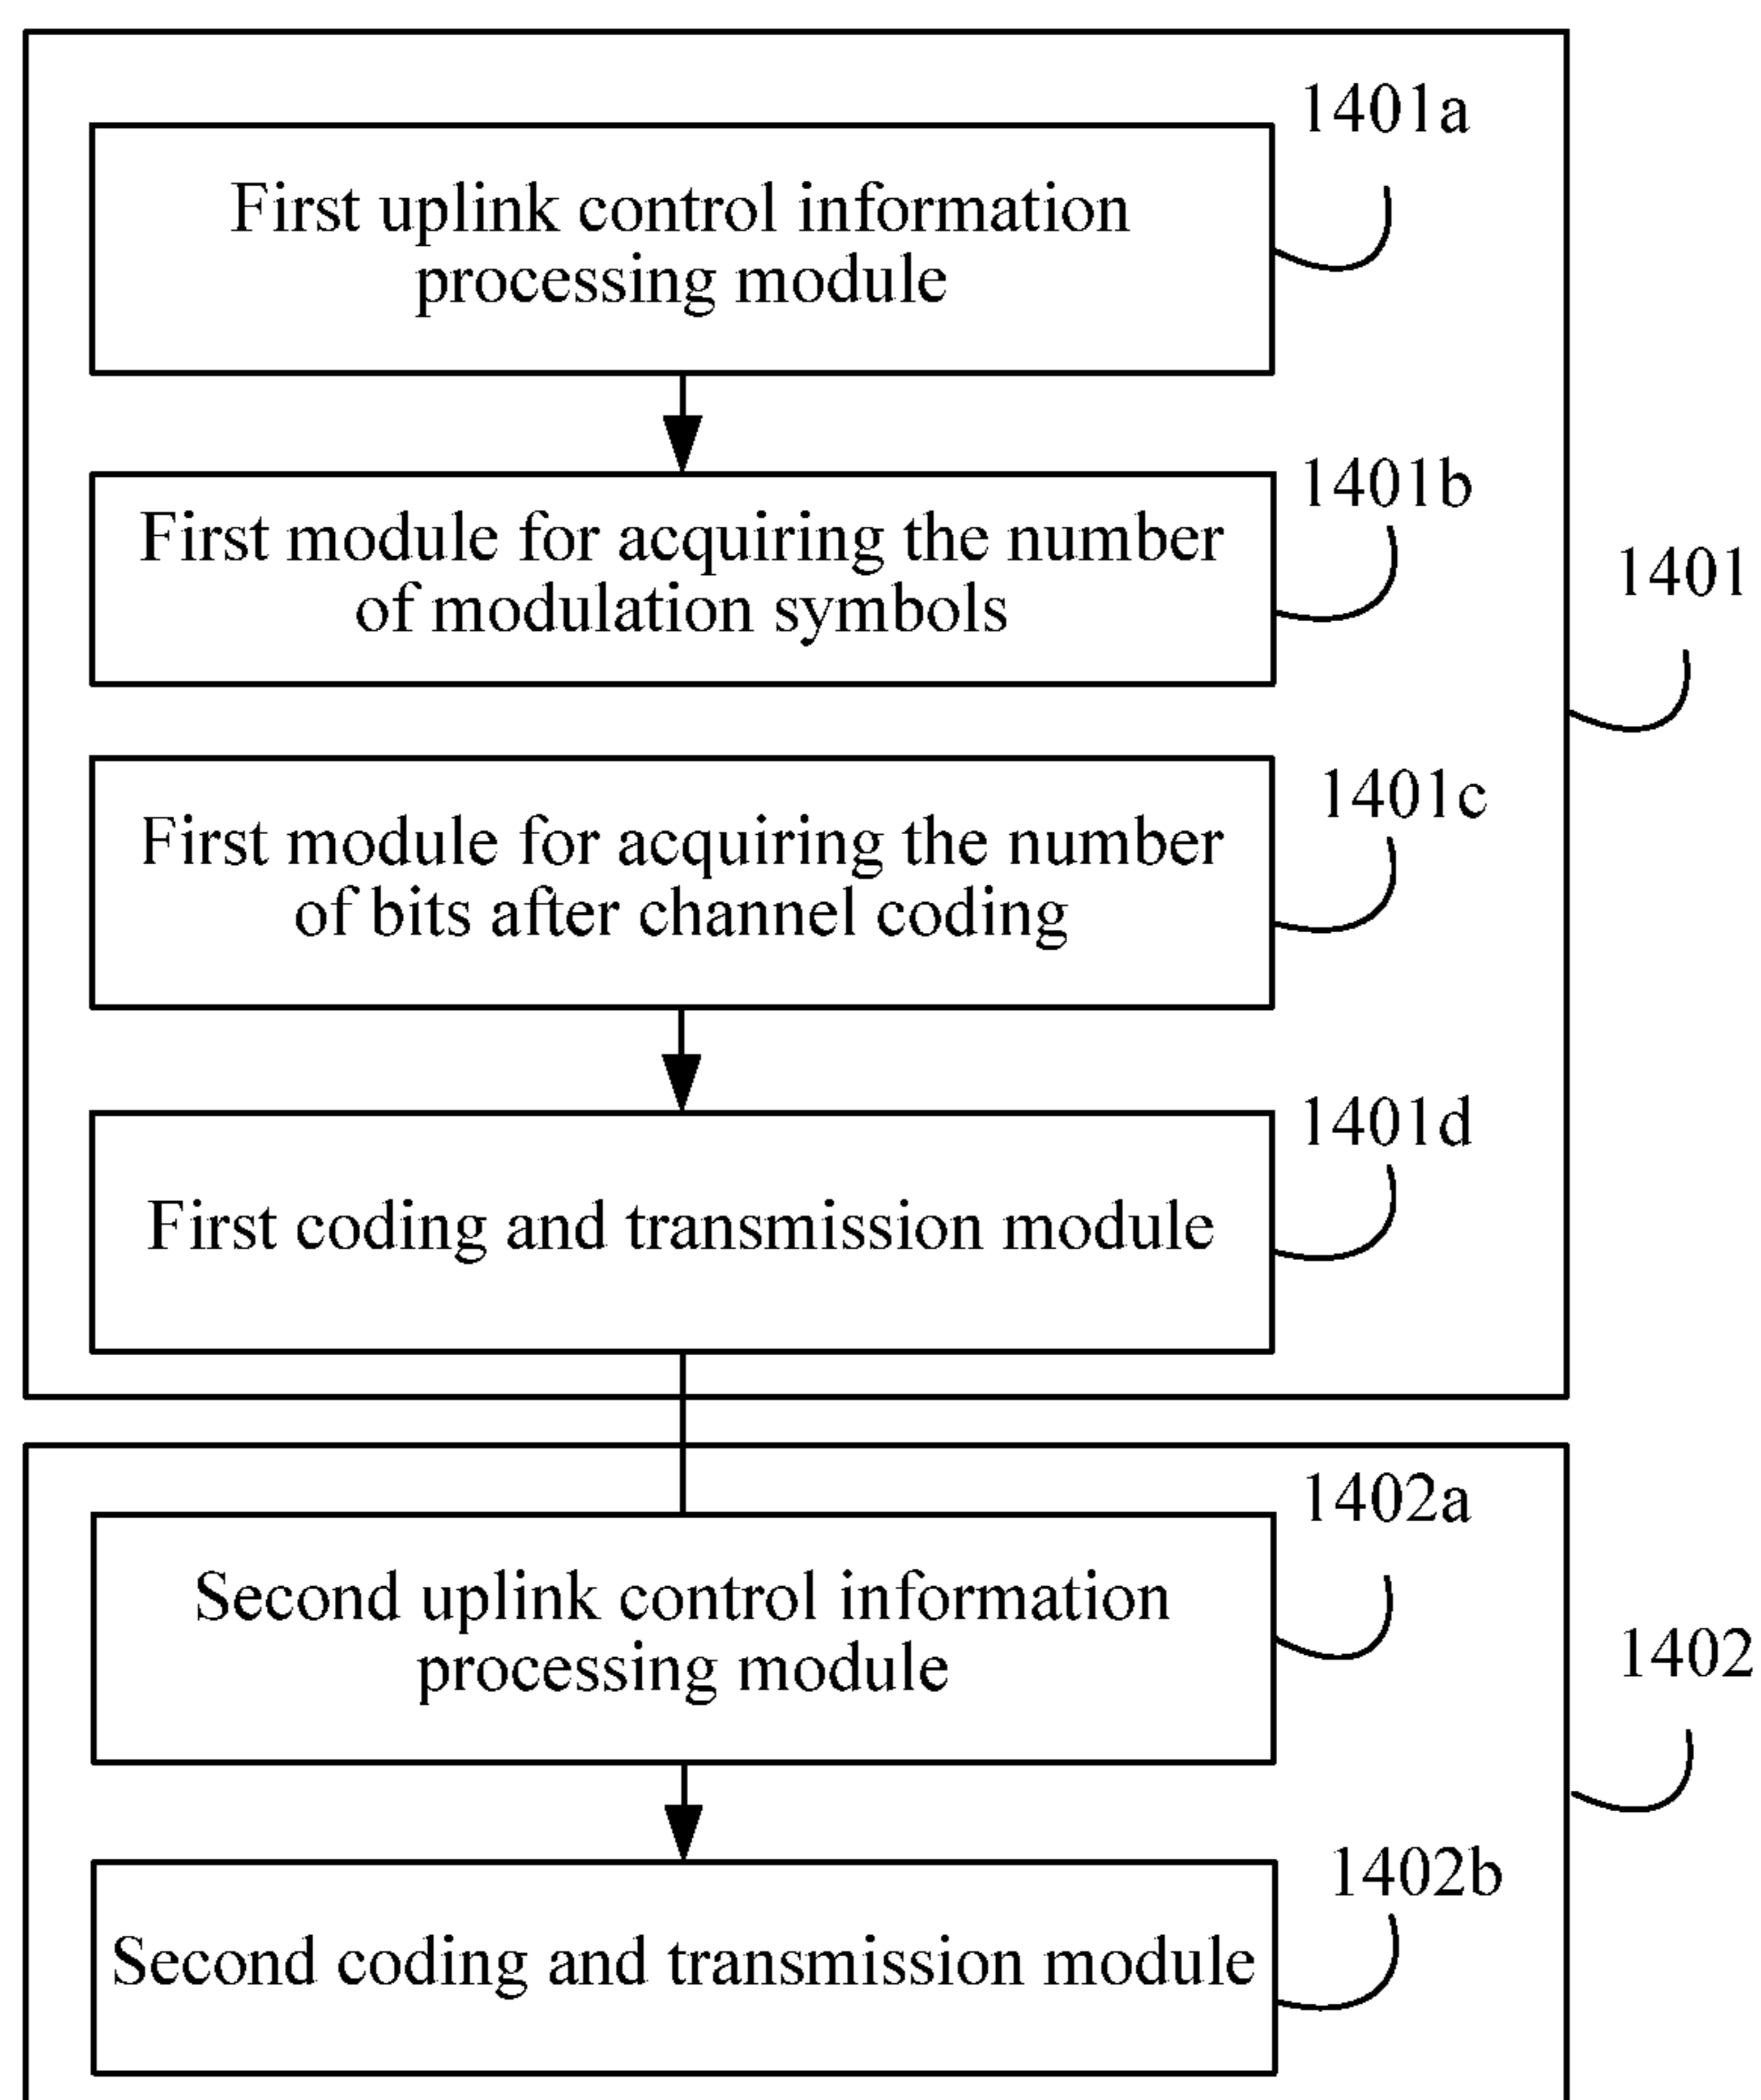 1401a
First uplink control information
processing module
1401b
First module for acquiring the number
of modulation symbols
1401
1401c
First module for acquiring the number
of bits after channel coding
1401d
First coding and transmission module
1402a
Second uplink control information
processing module
1402
1402b
Second coding and transmission module